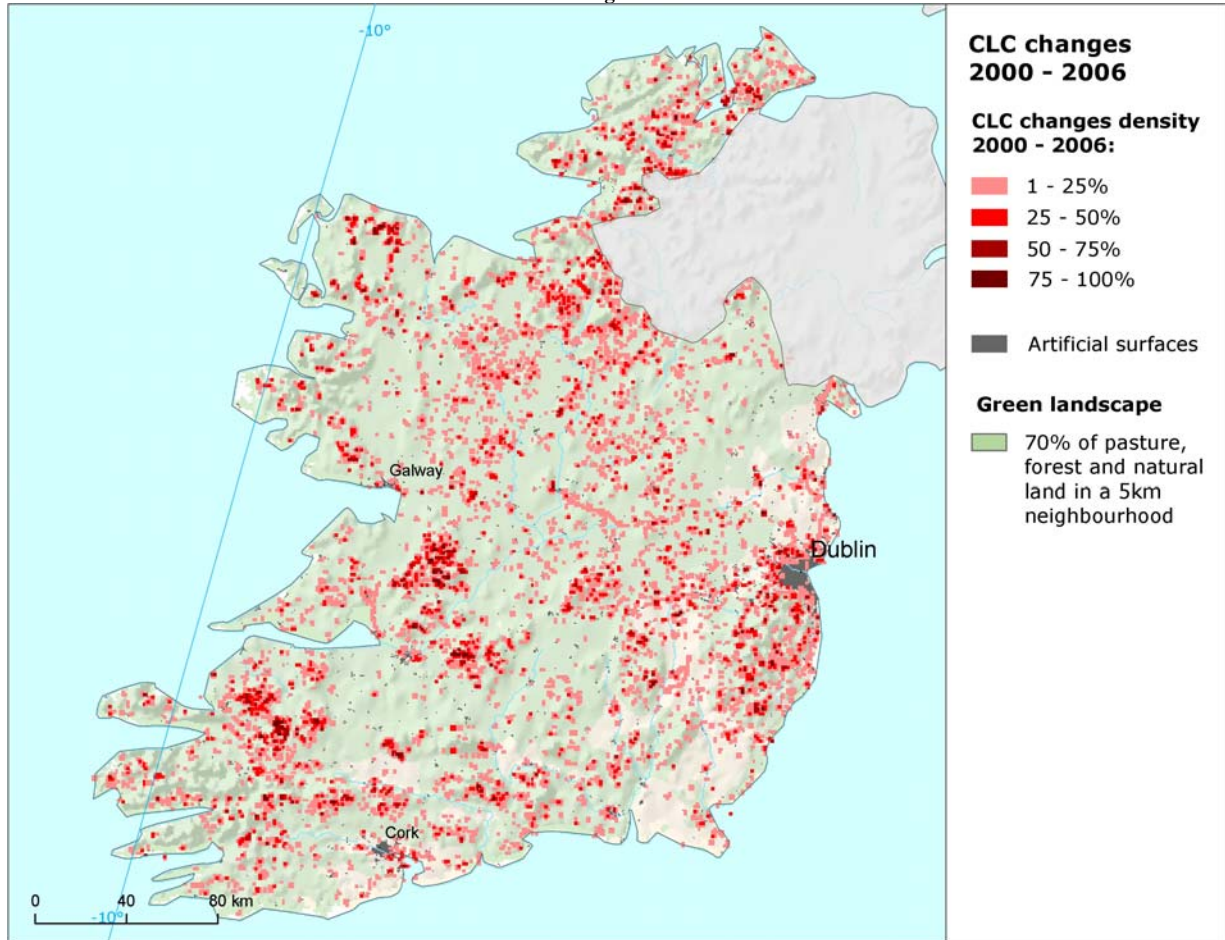 -10°
CLC changes
2000 - 2006
CLC changes density
2000 - 2006:
1 - 25%
25 - 50%
50 - 75%
75 - 100%
Artificial surfaces
Green landscape
70% of pasture,
forest and natural
land in a 5km
neighbourhood
Galway
Dublin
Cork
0 40 80 km
-10°